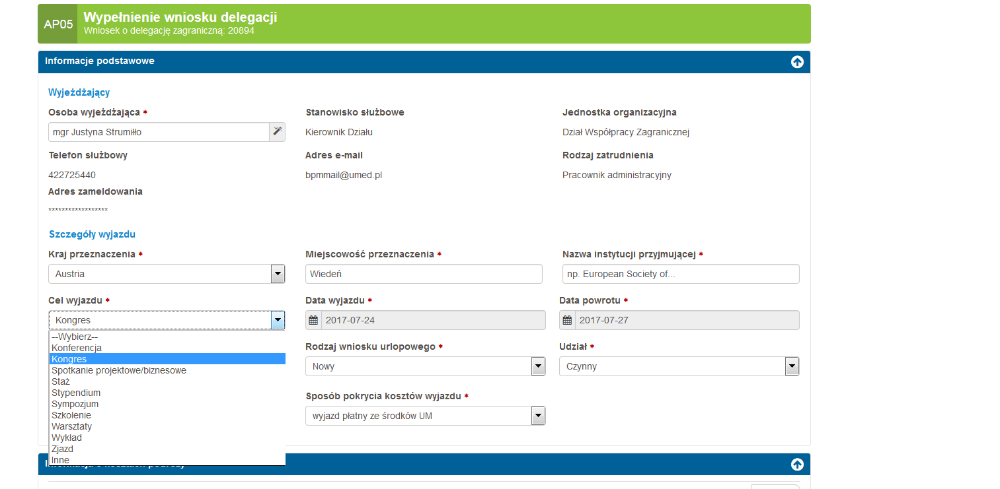 AP05
Wypełnienie wniosku delegacji
Wniosek o delegację zagraniczną: 20894
Informacje podstawowe
Wyjeżdżający
Osoba wyjeżdżająca * Stanowisko służbowe Jednostka organizacyjna
mgr Justyna Strumiłło Kierownik Działu Dział Współpracy Zagranicznej
Telefon służbowy Adres e-mail Rodzaj zatrudnienia
422725440 bpmmail@umed.pl Pracownik administracyjny
Adres zameldowania
******************
Szczegóły wyjazdu
Kraj przeznaczenia * Miejscowość przeznaczenia * Nazwa instytucji przyjmującej *
Austria Wiedeń np. European Society of...
Cel wyjazdu * Data wyjazdu * Data powrotu *
Kongres 2017-07-24 2017-07-27
--Wybierz--
Konferencja
Kongres
Spotkanie projektowe/biznesowe
Staż
Stypendium
Sympozjum
Szkolenie
Warsztaty
Wykład
Zjazd
Inne
Rodzaj wniosku urlopowego * Udział *
Nowy Czynny
Sposób pokrycia kosztów wyjazdu *
wyjazd płatny ze środków UM